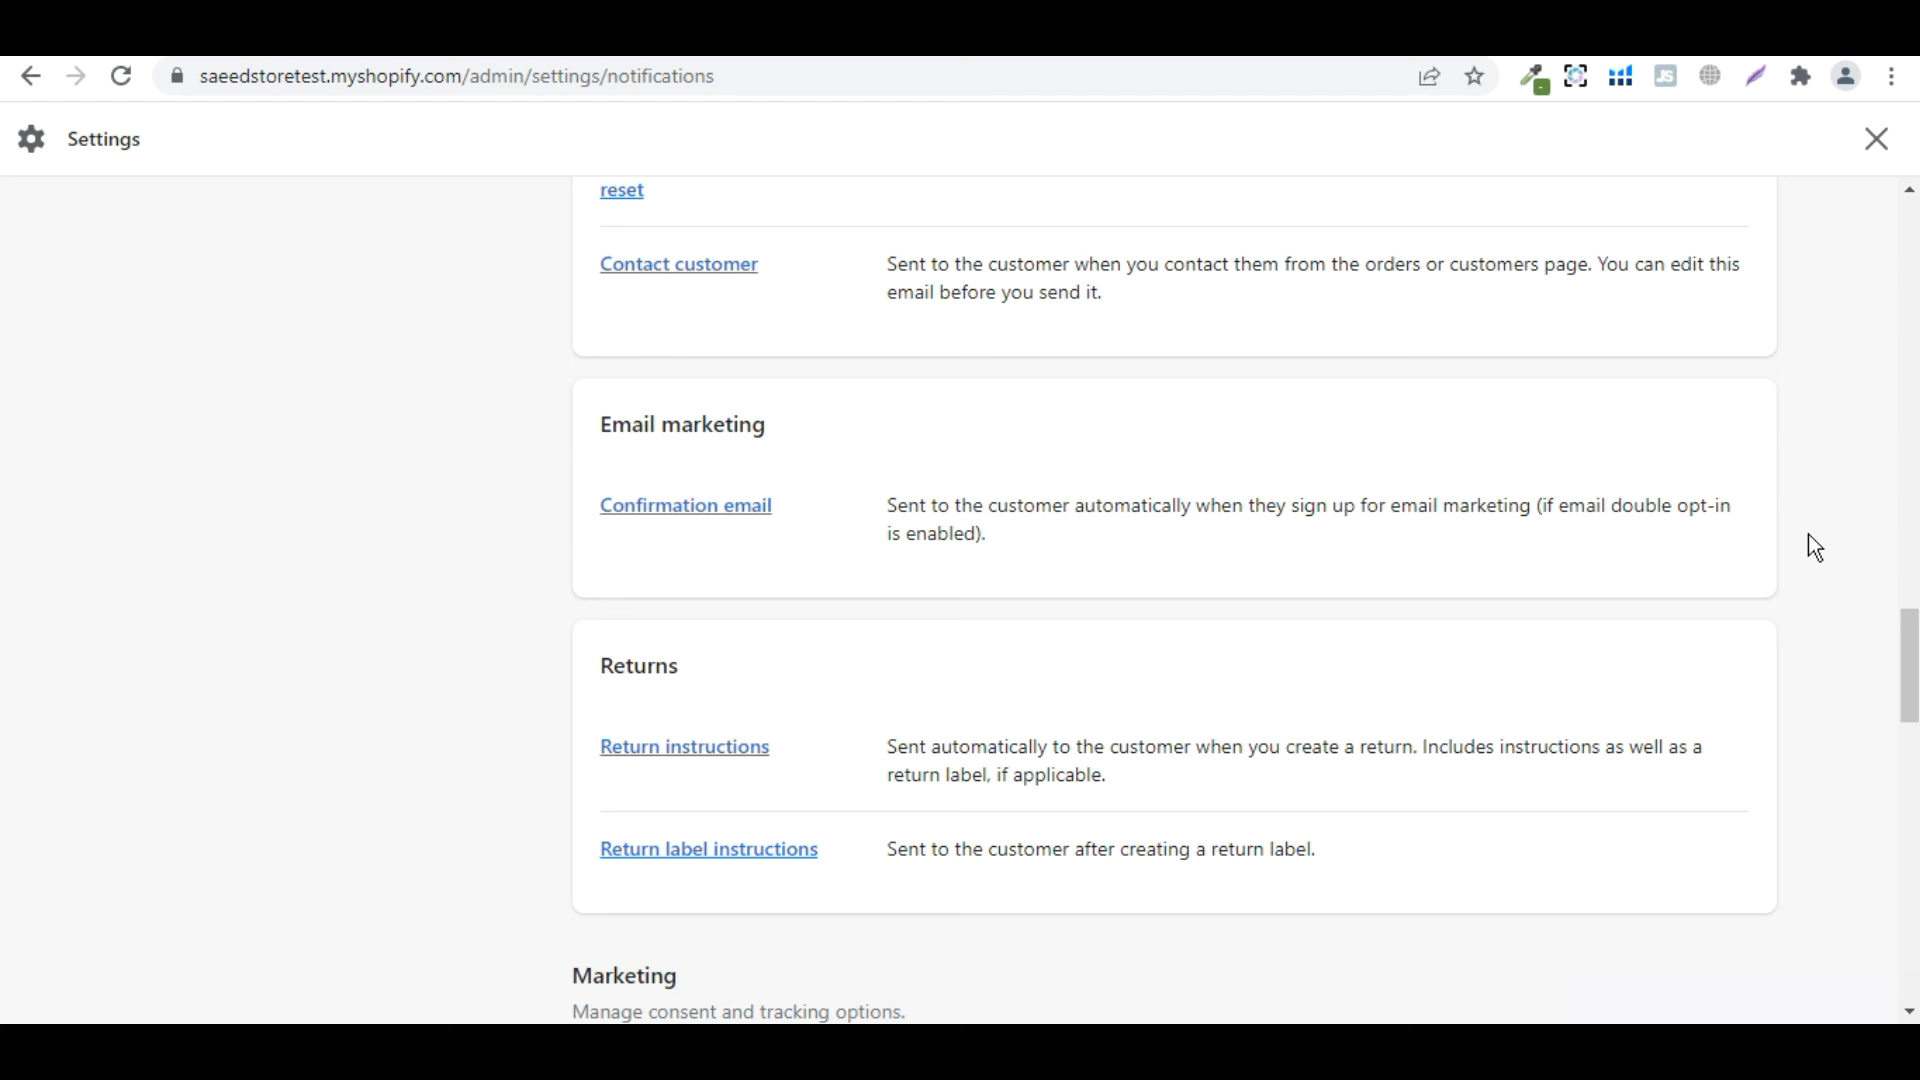 saeedstoretest.myshopify.com/admin/settings/notifications
JS
Settings
reset
Contact customer
Sent to the customer when you contact them from the orders or customers page. You can edit this
email before you send it.
Email marketing
Confirmation email
Sent to the customer automatically when they sign up for email marketing (if email double opt-in
is enabled).
Returns
Return instructions
Sent automatically to the customer when you create a return. Includes instructions as well as a
return label, if applicable.
Return label instructions
Sent to the customer after creating a return label.
Marketing
Manage consent and tracking options.